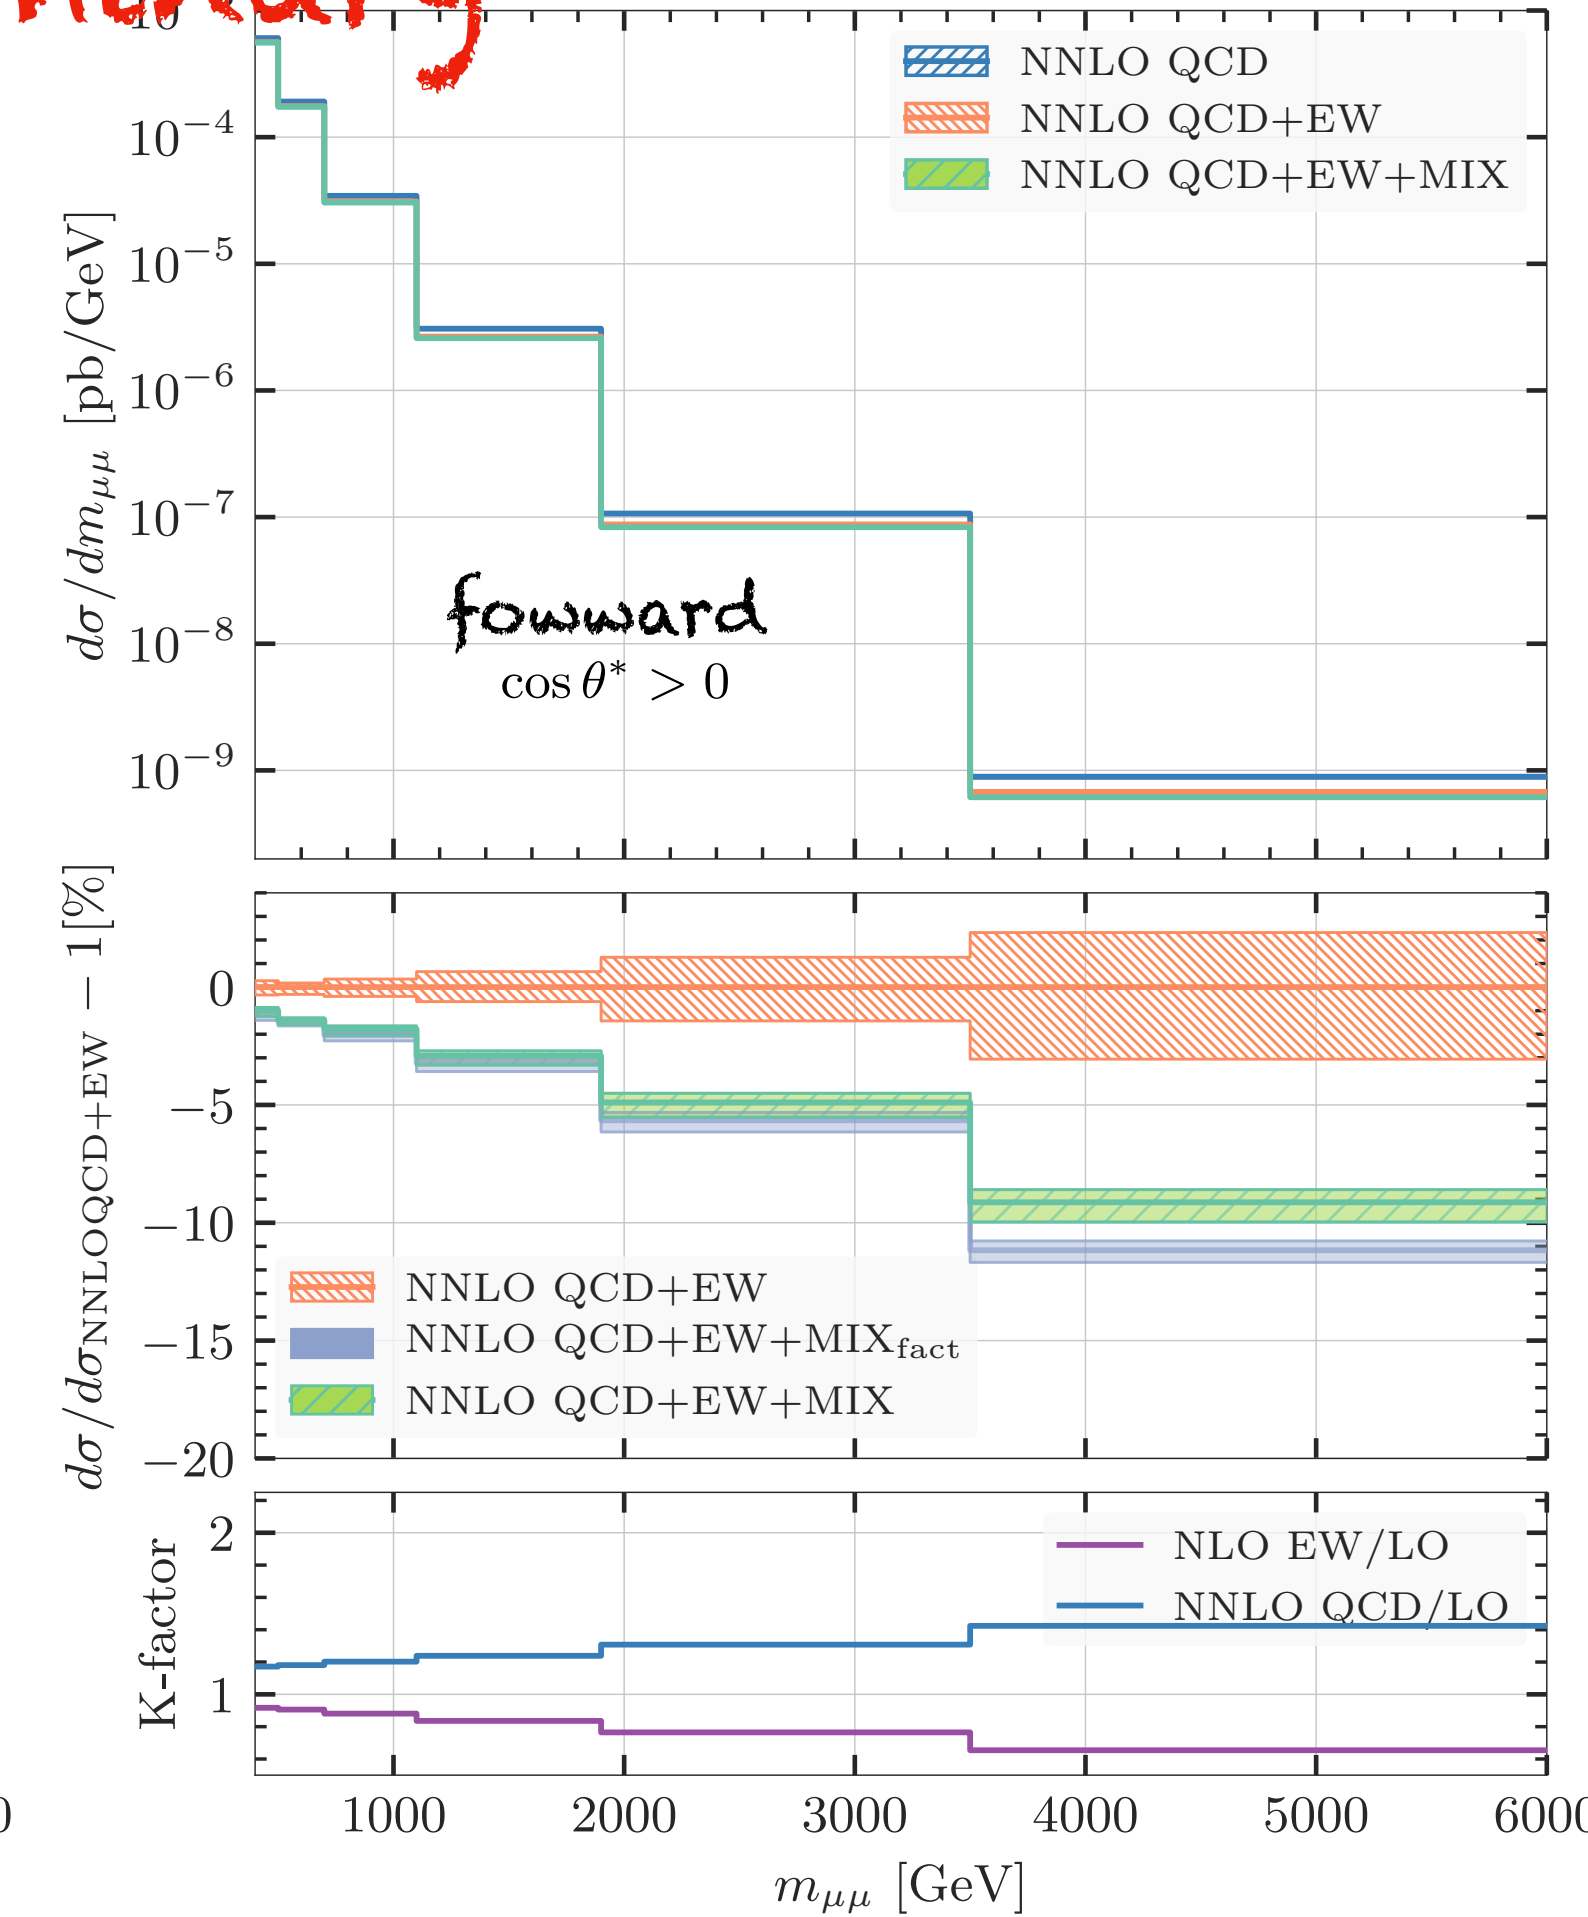 10⁻⁴
10⁻⁵
10⁻⁶
10⁻⁷
10⁻⁸
10⁻⁹
dσ/dm_μμ [pb/GeV]
NNLO QCD
NNLO QCD+EW
NNLO QCD+EW+MIX
fowward
cos θ* > 0
0
−5
−10
−15
−20
dσ/dσ_NNLOQCD+EW − 1[%]
NNLO QCD+EW
NNLO QCD+EW+MIX_fact
NNLO QCD+EW+MIX
2
1
K-factor
NLO EW/LO
NNLO QCD/LO
1000 2000 3000 4000 5000 6000
m_μμ [GeV]